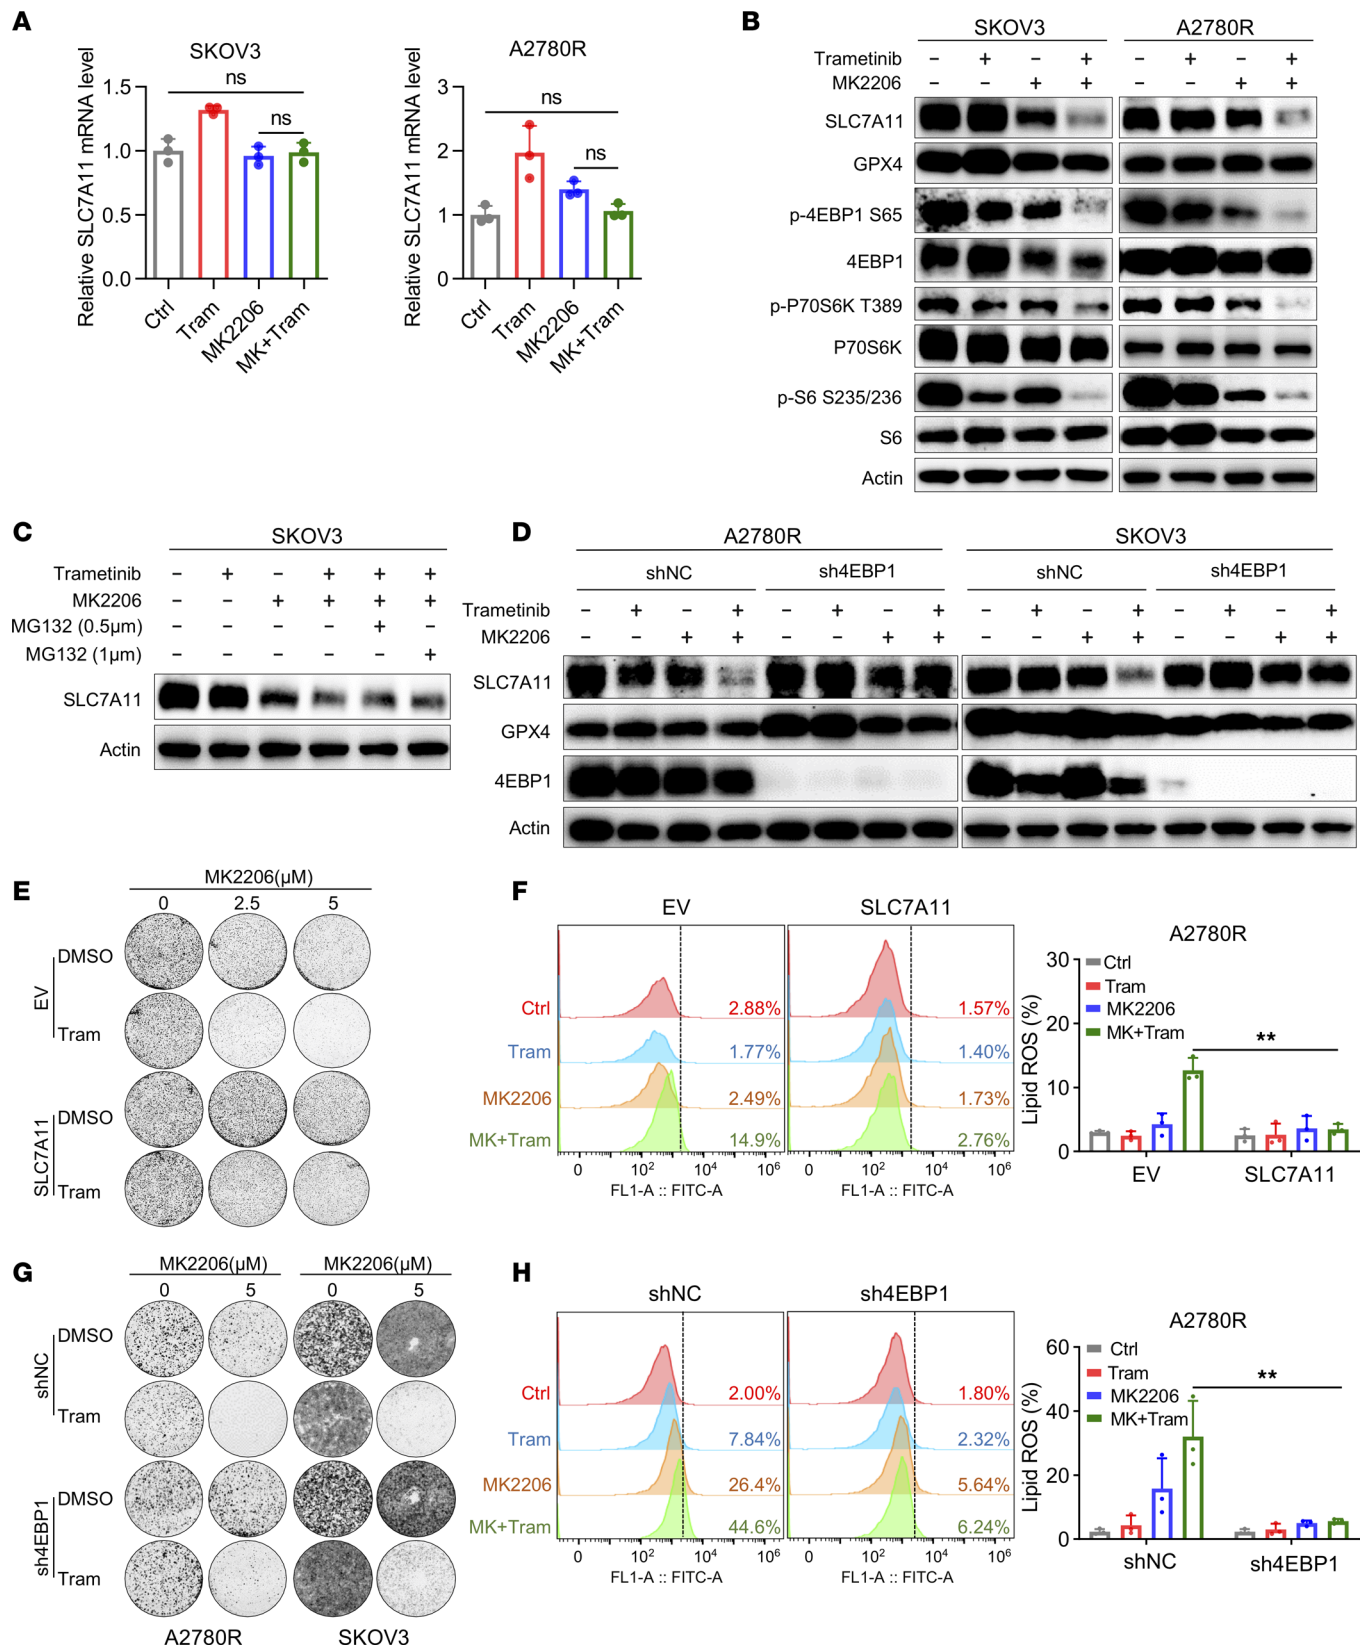 A
SKOV3
Relative SLC7A11 mRNA level
1.5
1.0
0.5
0.0
ns
ns
Ctrl
Tram
MK2206
MK+Tram
A2780R
Relative SLC7A11 mRNA level
3
2
1
0
ns
ns
Ctrl
Tram
MK2206
MK+Tram
B
SKOV3 A2780R
Trametinib – + – + – + – +
MK2206 – – + + – – + +
SLC7A11
GPX4
p-4EBP1 S65
4EBP1
p-P70S6K T389
P70S6K
p-S6 S235/236
S6
Actin
C
SKOV3
Trametinib – + – + + +
MK2206 – – + + + +
MG132 (0.5μm) – – – – + –
MG132 (1μm) – – – – – +
SLC7A11
Actin
D
A2780R SKOV3
shNC sh4EBP1 shNC sh4EBP1
Trametinib – + – + – + – + – + – + – + – +
MK2206 – – + + – – + + – – + + – – + +
SLC7A11
GPX4
4EBP1
Actin
E
MK2206(μM)
0 2.5 5
EV
DMSO
Tram
SLC7A11
DMSO
Tram
F
EV SLC7A11
Ctrl 2.88% 1.57%
Tram 1.77% 1.40%
MK2206 2.49% 1.73%
MK+Tram 14.9% 2.76%
0 10² 10⁴ 10⁶ 0 10² 10⁴ 10⁶
FL1-A :: FITC-A FL1-A :: FITC-A
A2780R
Lipid ROS (%)
30
20
10
0
Ctrl
Tram
MK2206
MK+Tram
**
EV SLC7A11
G
MK2206(μM) MK2206(μM)
0 5 0 5
shNC
DMSO
Tram
sh4EBP1
DMSO
Tram
A2780R SKOV3
H
shNC sh4EBP1
Ctrl 2.00% 1.80%
Tram 7.84% 2.32%
MK2206 26.4% 5.64%
MK+Tram 44.6% 6.24%
0 10² 10⁴ 10⁶ 0 10² 10⁴ 10⁶
FL1-A :: FITC-A FL1-A :: FITC-A
A2780R
Lipid ROS (%)
60
40
20
0
Ctrl
Tram
MK2206
MK+Tram
**
shNC sh4EBP1